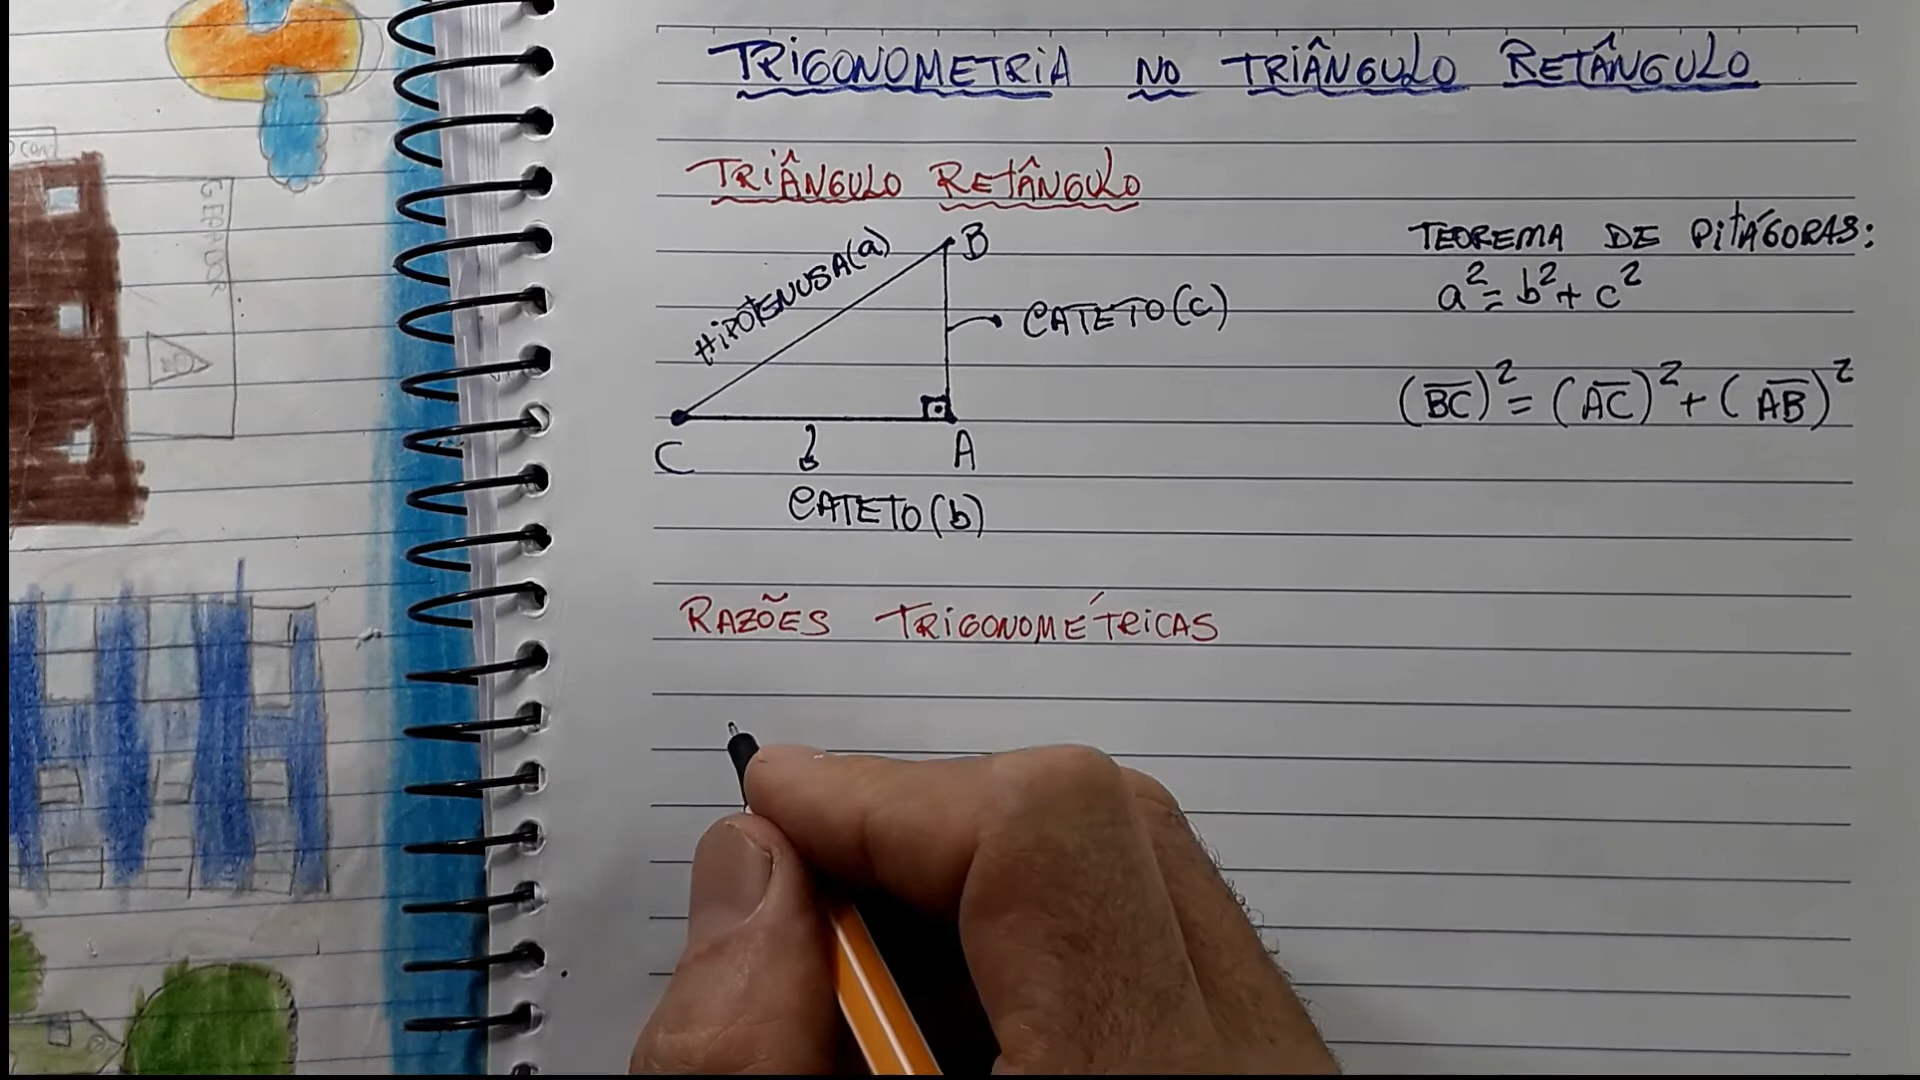 TRIGONOMETRIA NO TRIÂNGULO RETÂNGULO
TRIÂNGULO RETÂNGULO
TEOREMA DE PITÁGORAS:
a² = b² + c²
HIPOTENUSA(a)
B
CATETO(c)
(BC)² = (AC)² + (AB)²
C
A
CATETO(b)
RAZÕES TRIGONOMÉTRICAS
GERADOR